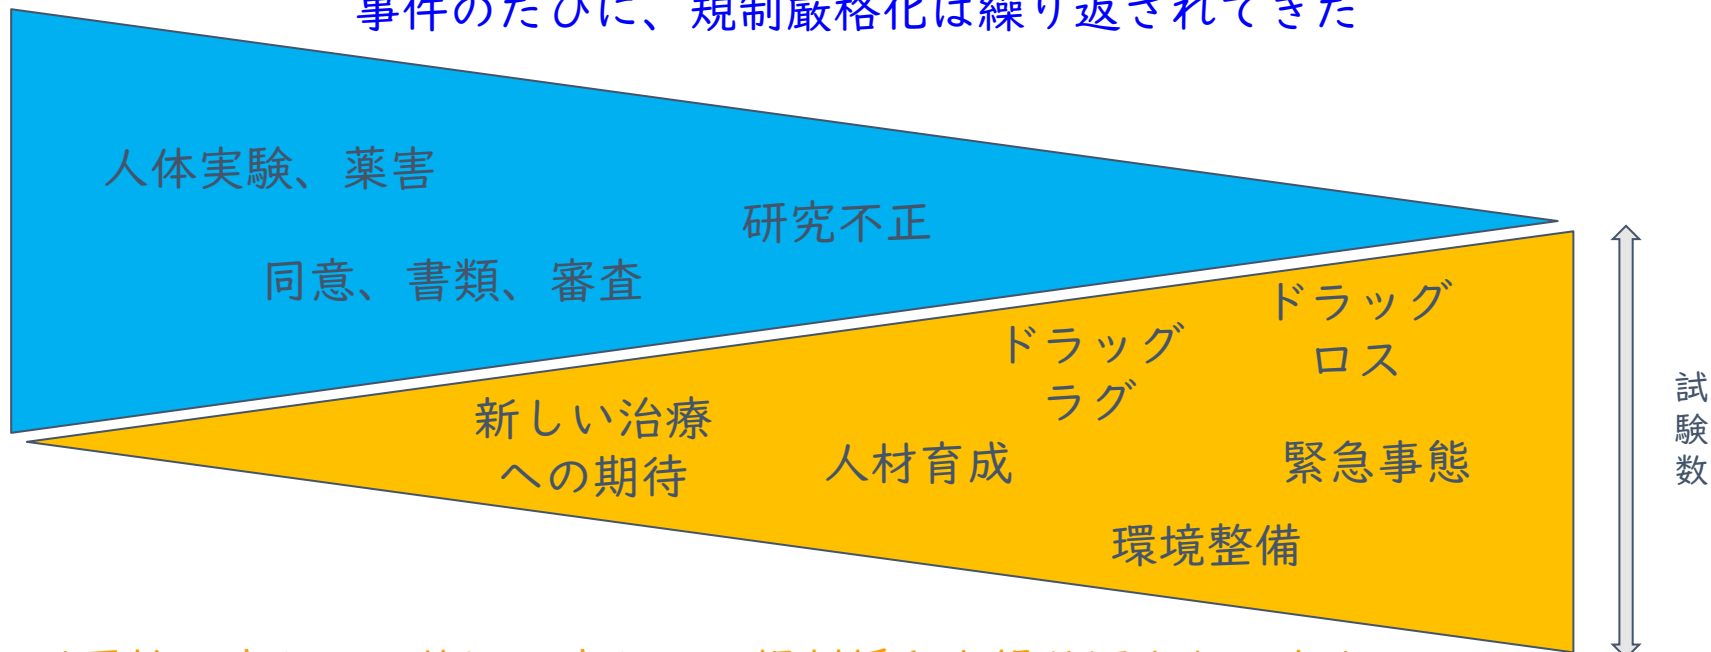 事件のたびに、規制厳格化は繰り返されてきた
人体実験、薬害
研究不正
同意、書類、審査
ドラッグ
ロス
ドラッグ
ラグ
新しい治療
への期待
人材育成
緊急事態
環境整備
試験数